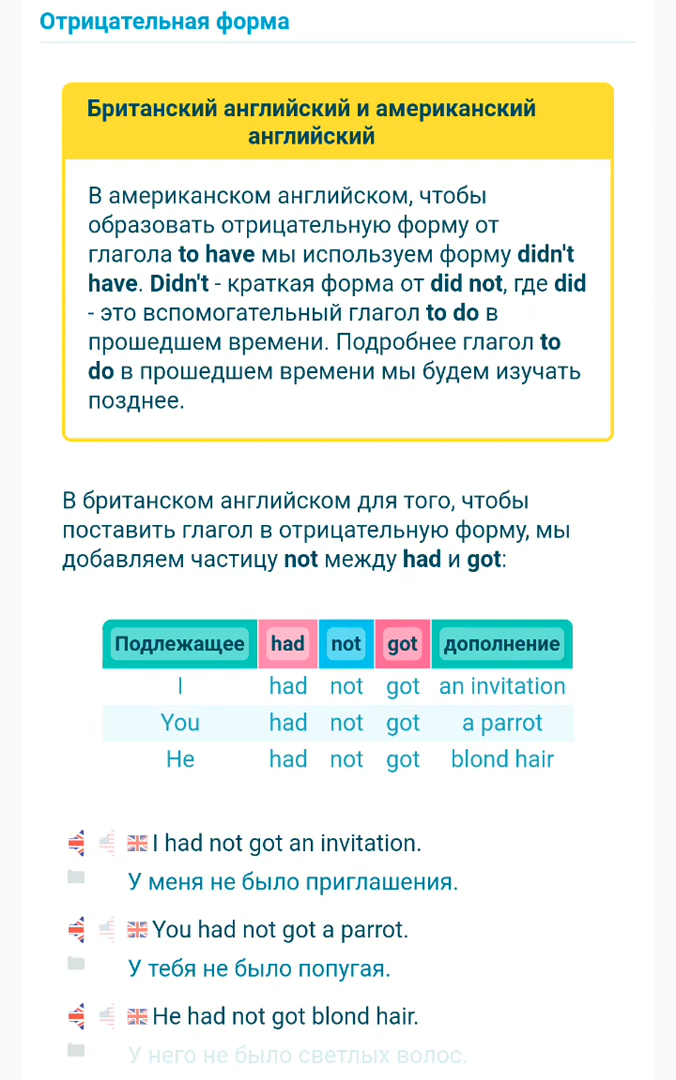 Отрицательная форма
Британский английский и американский
английский
В американском английском, чтобы
образовать отрицательную форму от
глагола to have мы используем форму didn't
have. Didn't - краткая форма от did not, где did
- это вспомогательный глагол to do в
прошедшем времени. Подробнее глагол to
do в прошедшем времени мы будем изучать
позднее.
В британском английском для того, чтобы
поставить глагол в отрицательную форму, мы
добавляем частицу not между had и got:
Подлежащее had not got дополнение
I had not got an invitation
You had not got a parrot
He had not got blond hair
I had not got an invitation.
У меня не было приглашения.
You had not got a parrot.
У тебя не было попугая.
He had not got blond hair.
У него не было светлых волос.